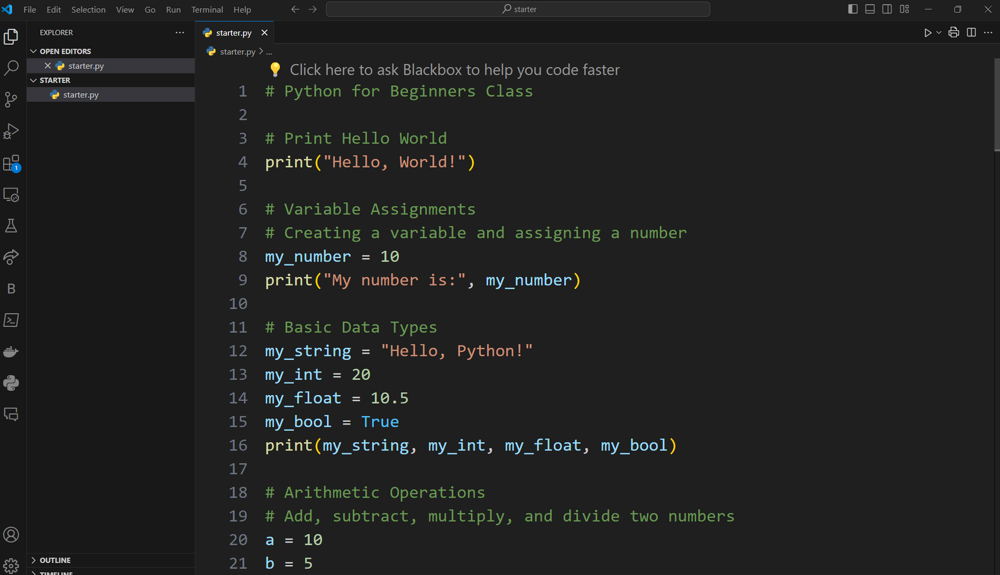 File Edit Selection View Go Run Terminal Help
starter
EXPLORER
OPEN EDITORS
starter.py
STARTER
starter.py
OUTLINE
TIMELINE
1
B
starter.py
starter.py > ...
Click here to ask Blackbox to help you code faster
1 # Python for Beginners Class
2
3 # Print Hello World
4 print("Hello, World!")
5
6 # Variable Assignments
7 # Creating a variable and assigning a number
8 my_number = 10
9 print("My number is:", my_number)
10
11 # Basic Data Types
12 my_string = "Hello, Python!"
13 my_int = 20
14 my_float = 10.5
15 my_bool = True
16 print(my_string, my_int, my_float, my_bool)
17
18 # Arithmetic Operations
19 # Add, subtract, multiply, and divide two numbers
20 a = 10
21 b = 5